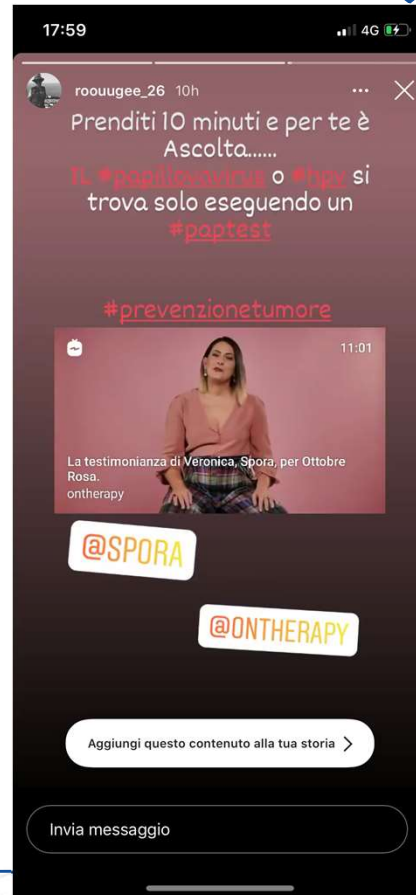 17:59
4G
roouugee_26 10h
Prenditi 10 minuti e per te è
Ascolta......
IL #papillovavirus o #hpv si
trova solo eseguendo un
#paptest
#prevenzionetumore
11:01
La testimonianza di Veronica, Spora, per Ottobre
Rosa.
ontherapy
@SPORA
@ONTHERAPY
Aggiungi questo contenuto alla tua storia
Invia messaggio